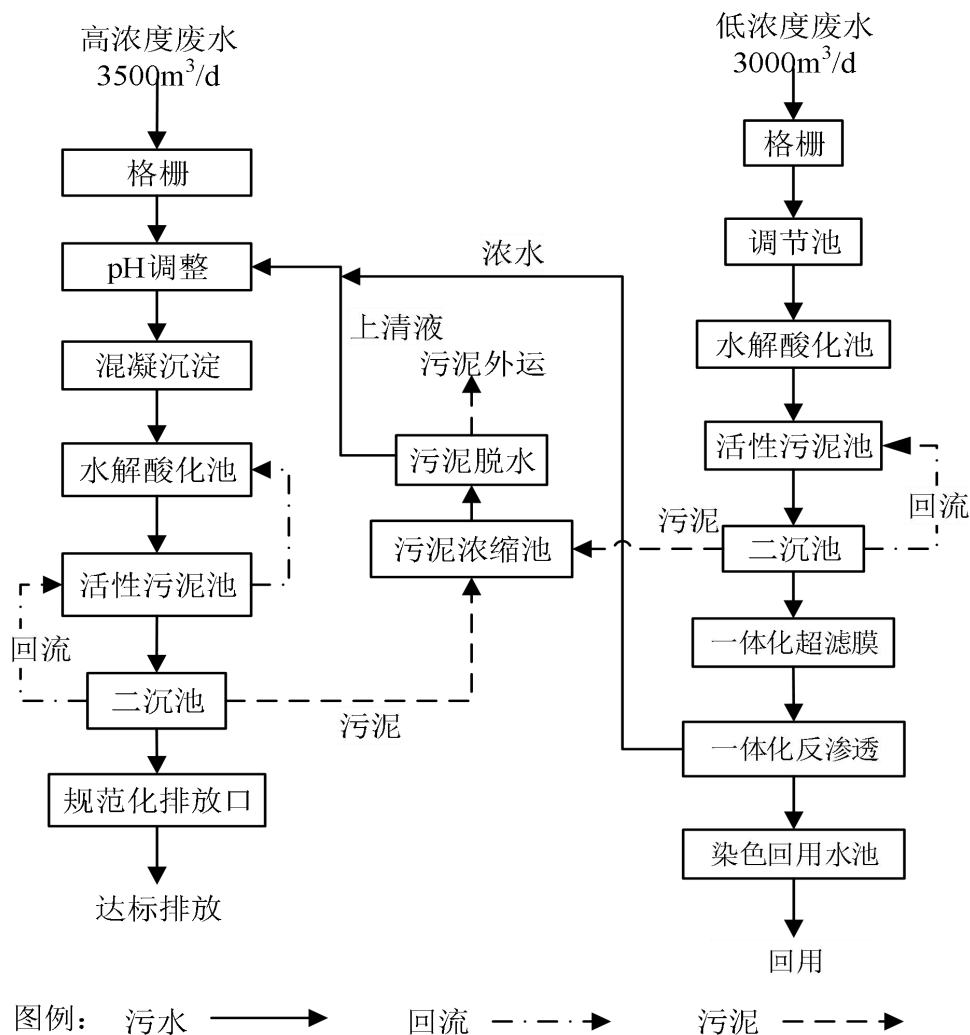 高浓度废水
3500m³/d
格栅
pH调整
混凝沉淀
水解酸化池
活性污泥池
回流
二沉池
规范化排放口
达标排放
浓水
上清液
污泥外运
污泥脱水
污泥浓缩池
污泥
污泥
低浓度废水
3000m³/d
格栅
调节池
水解酸化池
活性污泥池
回流
二沉池
一体化超滤膜
一体化反渗透
染色回用水池
回用
图例： 污水 回流 污泥